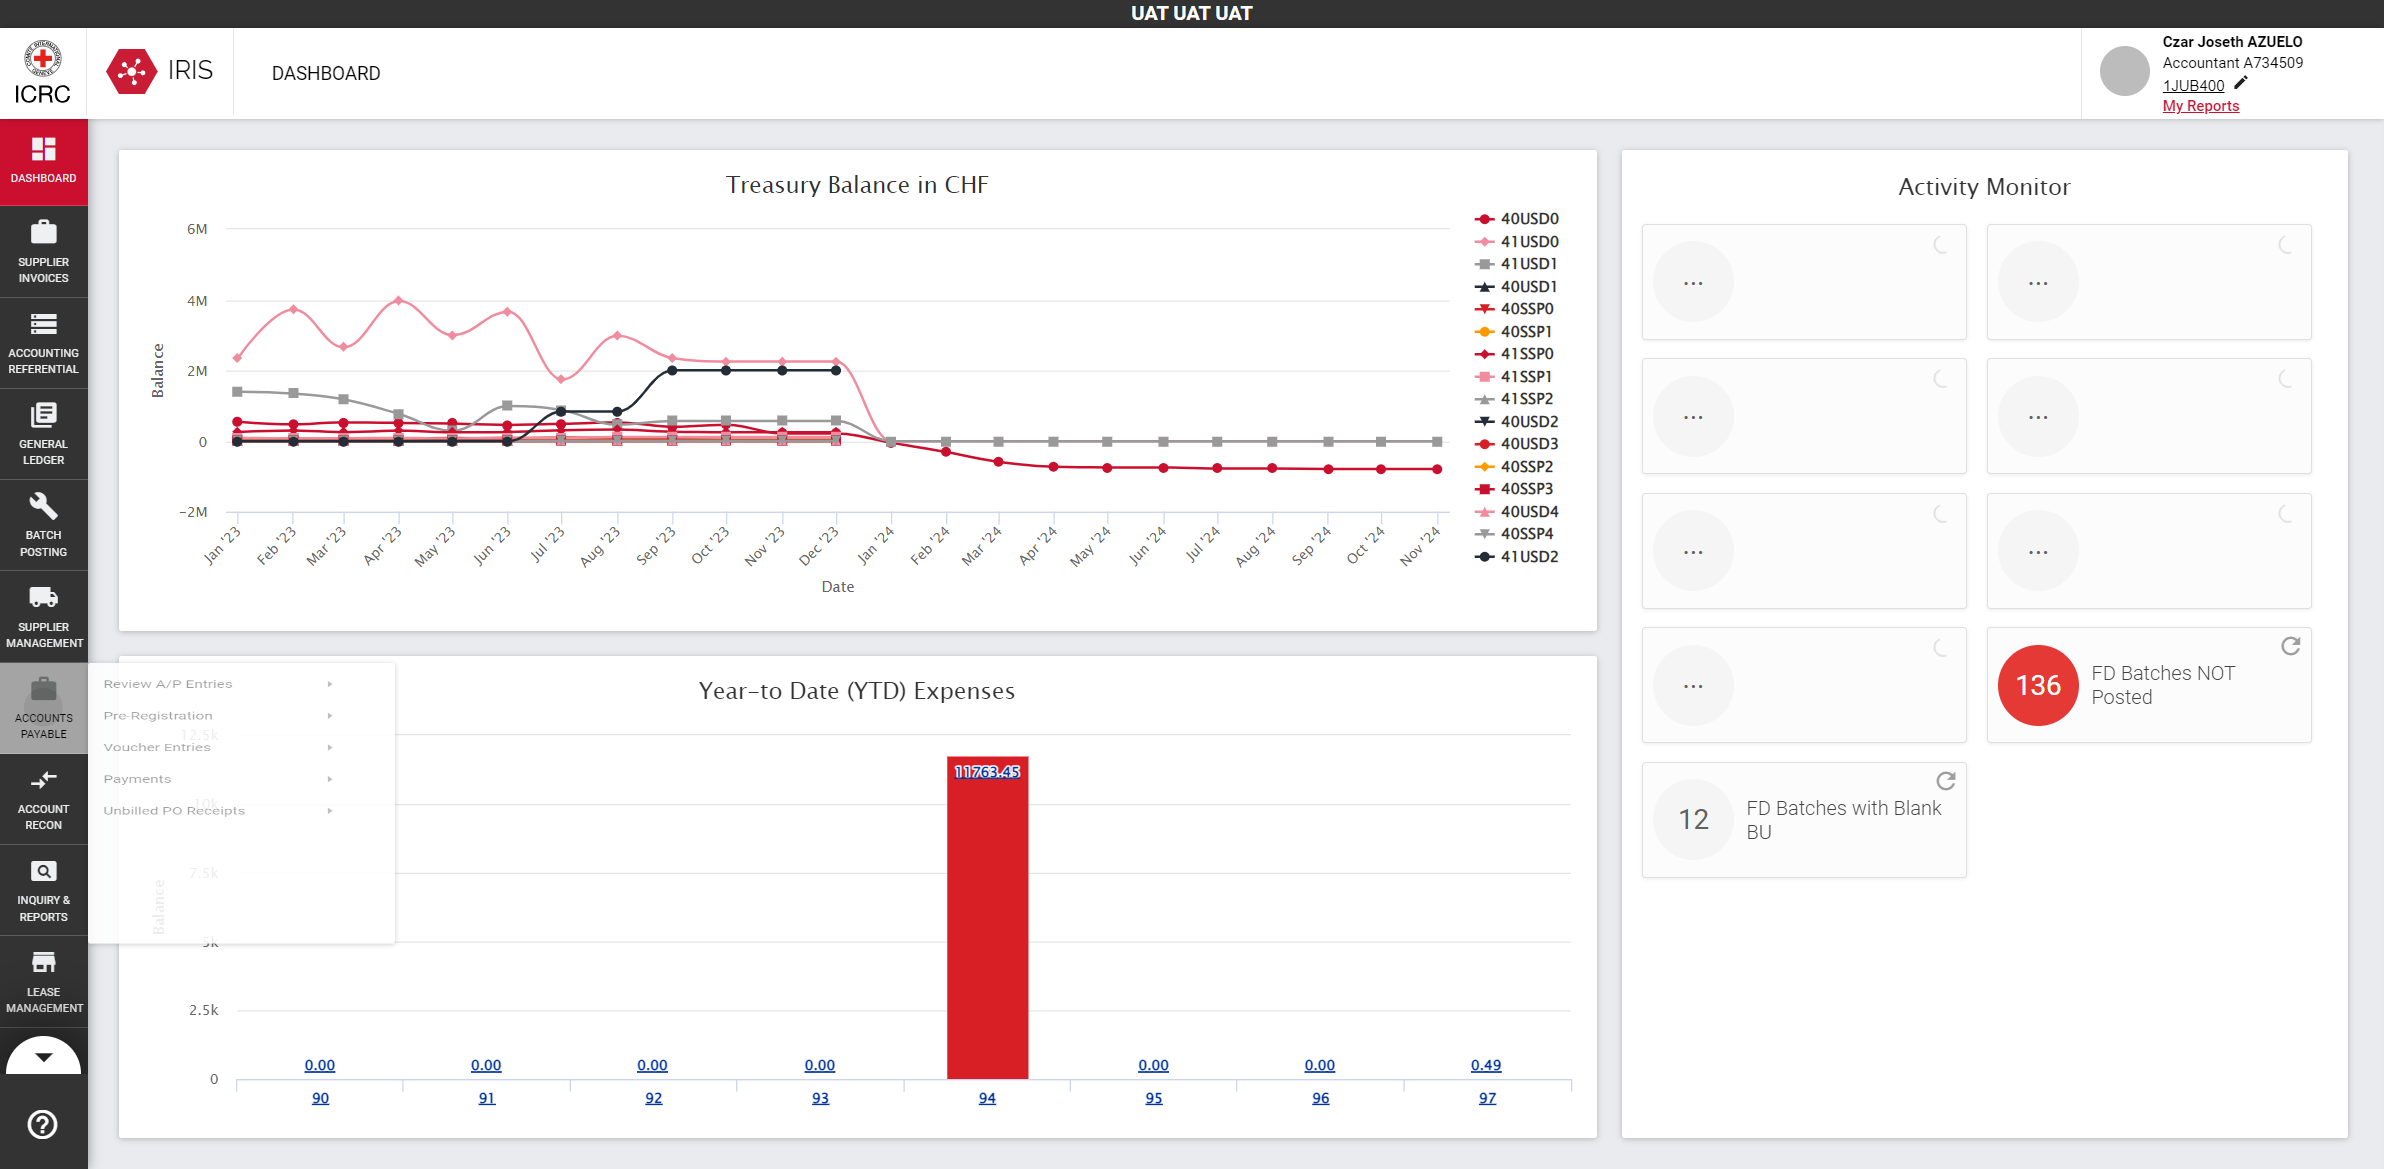 UAT UAT UAT
ICRC
IRIS
DASHBOARD
Czar Joseth AZUELO
Accountant A734509
1JUB400
My Reports
DASHBOARD
SUPPLIER
INVOICES
ACCOUNTING
REFERENTIAL
GENERAL
LEDGER
BATCH
POSTING
SUPPLIER
MANAGEMENT
ACCOUNTS
PAYABLE
ACCOUNT
RECON
INQUIRY &
REPORTS
LEASE
MANAGEMENT
Treasury Balance in CHF
Balance
6M
4M
2M
0
-2M
Jan '23
Feb '23
Mar '23
Apr '23
May '23
Jun '23
Jul '23
Aug '23
Sep '23
Oct '23
Nov '23
Dec '23
Jan '24
Feb '24
Mar '24
Apr '24
May '24
Jun '24
Jul '24
Aug '24
Sep '24
Oct '24
Nov '24
Date
40USD0
41USD0
41USD1
40USD1
40SSP0
40SSP1
41SSP0
41SSP1
41SSP2
40USD2
40USD3
40SSP2
40SSP3
40USD4
40SSP4
41USD2
Review A/P Entries
Pre-Registration
Voucher Entries
Payments
Unbilled PO Receipts
Year-to Date (YTD) Expenses
Balance
12.5k
10k
7.5k
5k
2.5k
0
0.00
0.00
0.00
0.00
11763.45
0.00
0.00
0.49
90
91
92
93
94
95
96
97
Activity Monitor
...
...
...
...
...
...
...
136
FD Batches NOT
Posted
12
FD Batches with Blank
BU